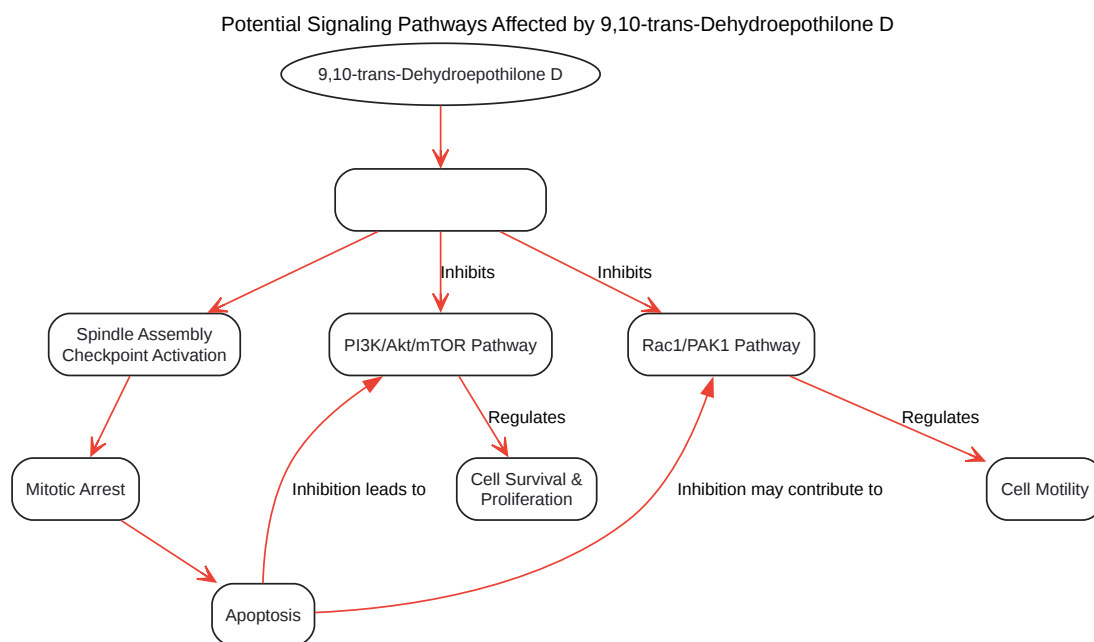 Potential Signaling Pathways Affected by 9,10-trans-Dehydroepothilone D
9,10-trans-Dehydroepothilone D
Inhibits
Inhibits
Spindle Assembly
Checkpoint Activation
PI3K/Akt/mTOR Pathway
Rac1/PAK1 Pathway
Regulates
Regulates
Mitotic Arrest
Inhibition leads to
Cell Survival &
Proliferation
Inhibition may contribute to
Cell Motility
Apoptosis